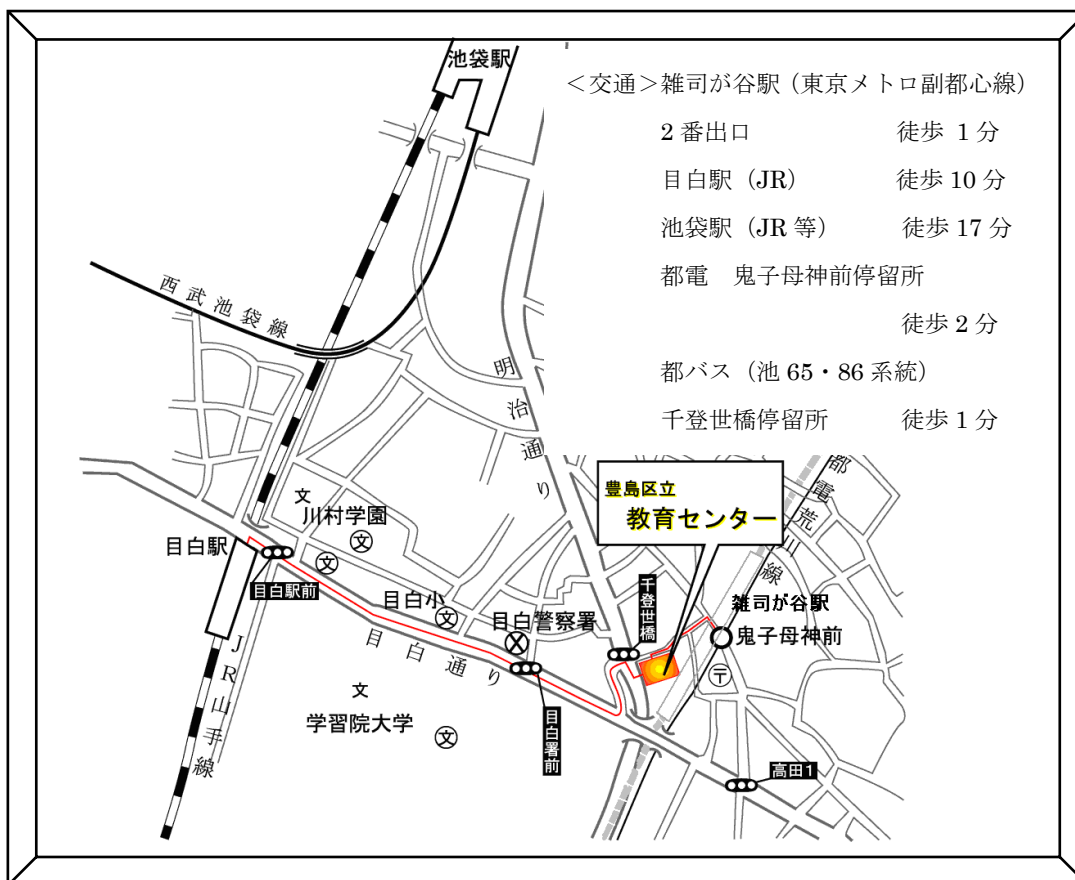 池袋駅
＜交通＞雑司が谷駅（東京メトロ副都心線）
2 番出口 徒歩 1 分
目白駅（JR） 徒歩 10 分
池袋駅（JR 等） 徒歩 17 分
都電 鬼子母神前停留所
徒歩 2 分
都バス（池 65・86 系統）
千登世橋停留所 徒歩 1 分
西武池袋線
明治通り
都電荒川線
豊島区立
教育センター
文
川村学園
文
文
目白駅
目白駅前
目白小
文
目白警察署
千登世橋
雑司が谷駅
鬼子母神前
〒
目白通り
JR山手線
文
学習院大学
文
目白署前
高田1